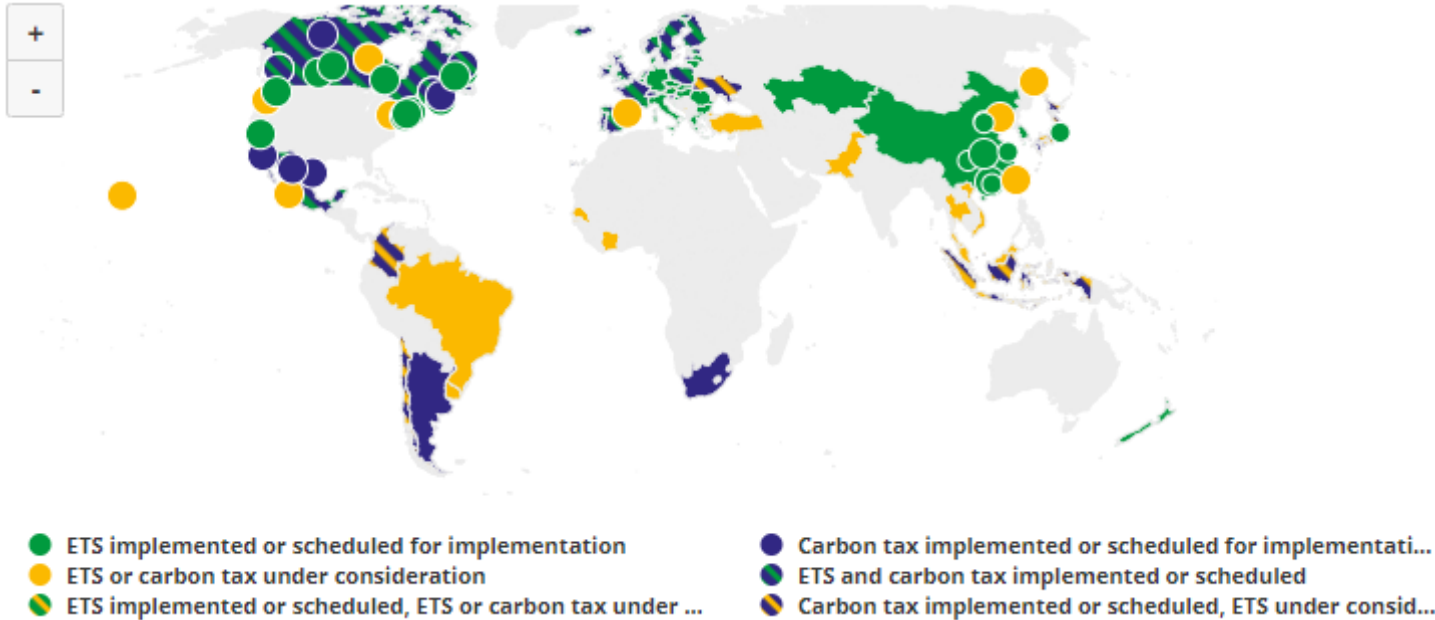 +
-
ETS implemented or scheduled for implementation
Carbon tax implemented or scheduled for implementati...
ETS or carbon tax under consideration
ETS and carbon tax implemented or scheduled
ETS implemented or scheduled, ETS or carbon tax under ...
Carbon tax implemented or scheduled, ETS under consid...